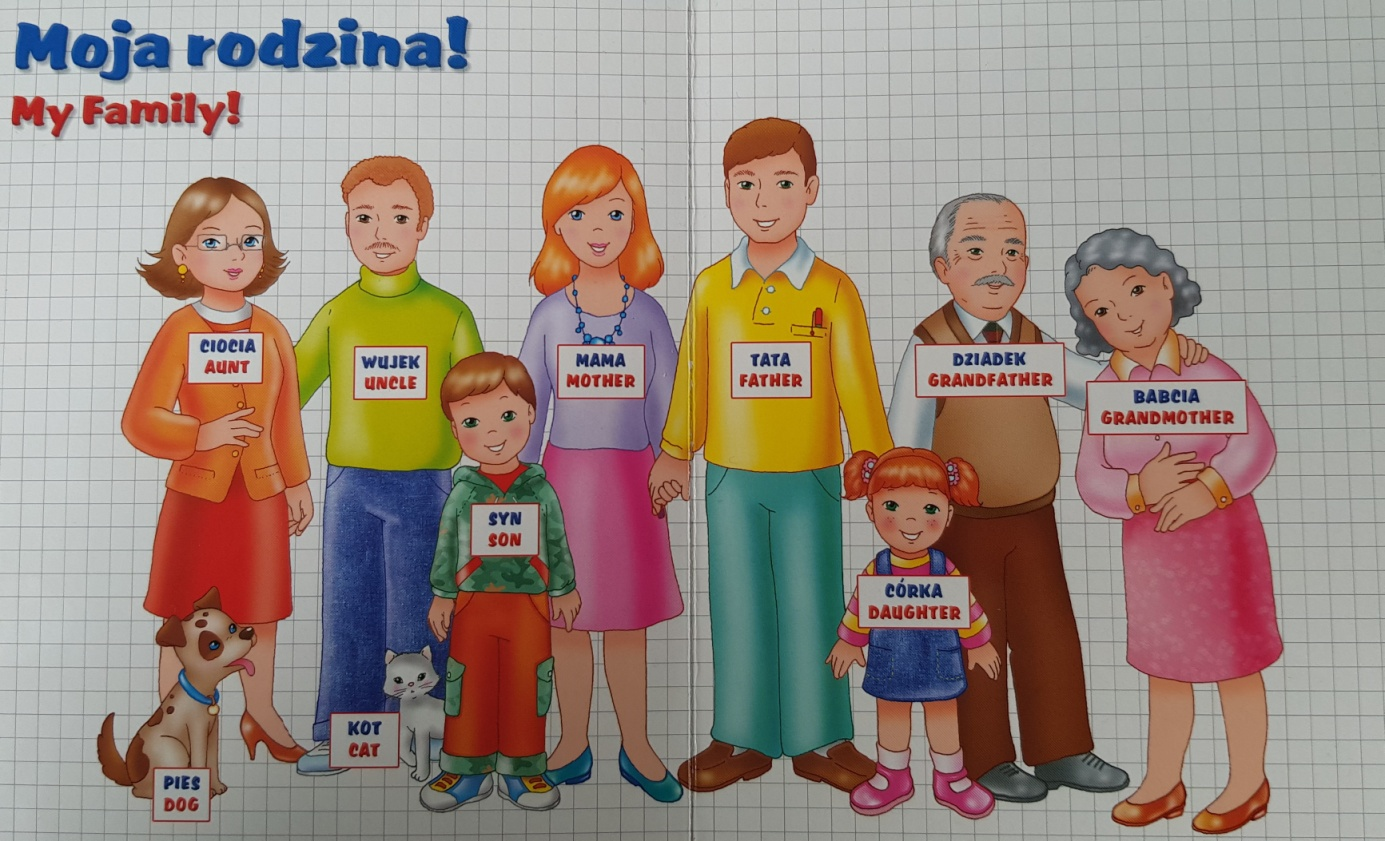 Moja rodzina!
My Family!
CIOCIA
AUNT
WUJEK
UNCLE
MAMA
MOTHER
TATA
FATHER
DZIADEK
GRANDFATHER
BABCIA
GRANDMOTHER
SYN
SON
CÓRKA
DAUGHTER
KOT
CAT
PIES
DOG